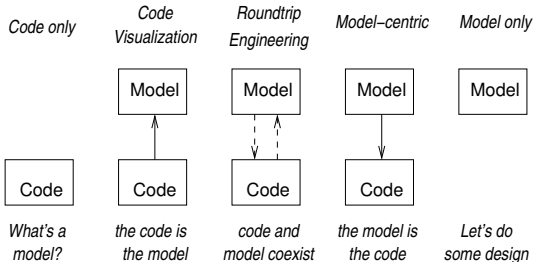 Code only
Code
Visualization
Roundtrip
Engineering
Model–centric
Model only
Model
Model
Model
Model
Code
Code
Code
Code
What's a
model?
the code is
the model
code and
model coexist
the model is
the code
Let's do
some design